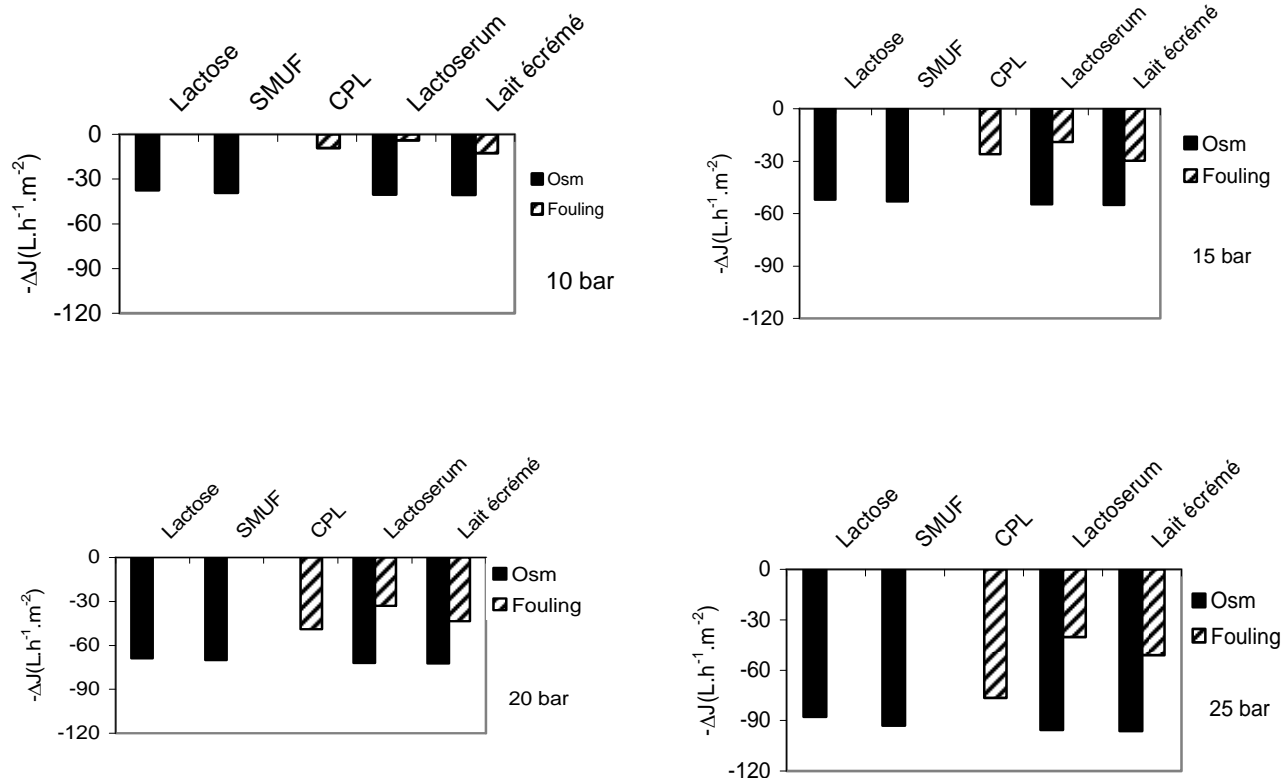 Lactose
SMUF
CPL
Lactoserum
Lait écrémé
0
-30
-60
-90
-120
-ΔJ(L.h⁻¹.m⁻²)
Osm
Fouling
10 bar
Lactose
SMUF
CPL
Lactoserum
Lait écrémé
0
-30
-60
-90
-120
-ΔJ(L.h⁻¹.m⁻²)
Osm
Fouling
15 bar
Lactose
SMUF
CPL
Lactoserum
Lait écrémé
0
-30
-60
-90
-120
-ΔJ(L.h⁻¹.m⁻²)
Osm
Fouling
20 bar
Lactose
SMUF
CPL
Lactoserum
Lait écrémé
0
-30
-60
-90
-120
-ΔJ(L.h⁻¹.m⁻²)
Osm
Fouling
25 bar